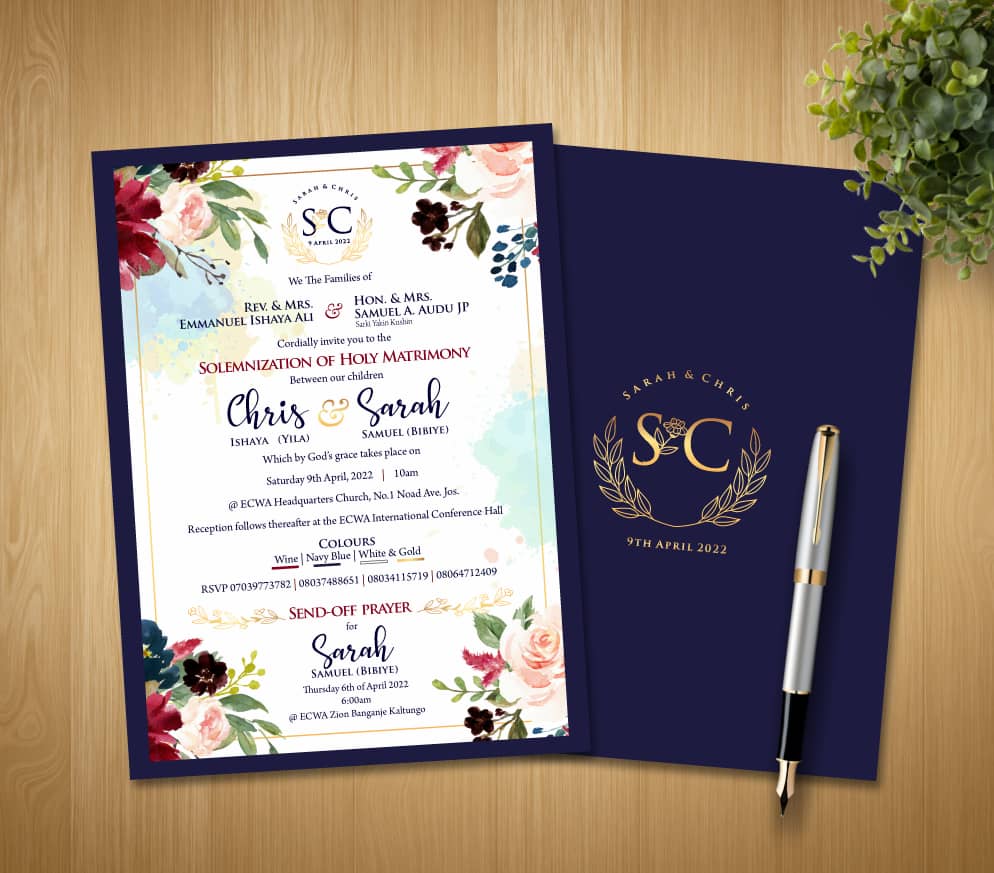 SARAH & CHRIS
S C
9 APRIL 2022
We The Families of
REV. & MRS.
EMMANUEL ISHAYA ALI
&
HON. & MRS.
SAMUEL A. AUDU JP
Sarki Yakin Kushin
Cordially invite you to the
SOLEMNIZATION OF HOLY MATRIMONY
Between our children
Chris & Sarah
ISHAYA (YILA) SAMUEL (BIBIYE)
Which by God's grace takes place on
Saturday 9th April, 2022 | 10am
@ ECWA Headquarters Church, No.1 Noad Ave. Jos.
Reception follows thereafter at the ECWA International Conference Hall
COLOURS
Wine | Navy Blue | White & Gold
RSVP 07039773782 | 08037488651 | 08034115719 | 08064712409
SEND-OFF PRAYER
for
Sarah
SAMUEL (BIBIYE)
Thursday 6th of April 2022
6:00am
@ ECWA Zion Banganje Kaltungo
SARAH & CHRIS
S C
9TH APRIL 2022